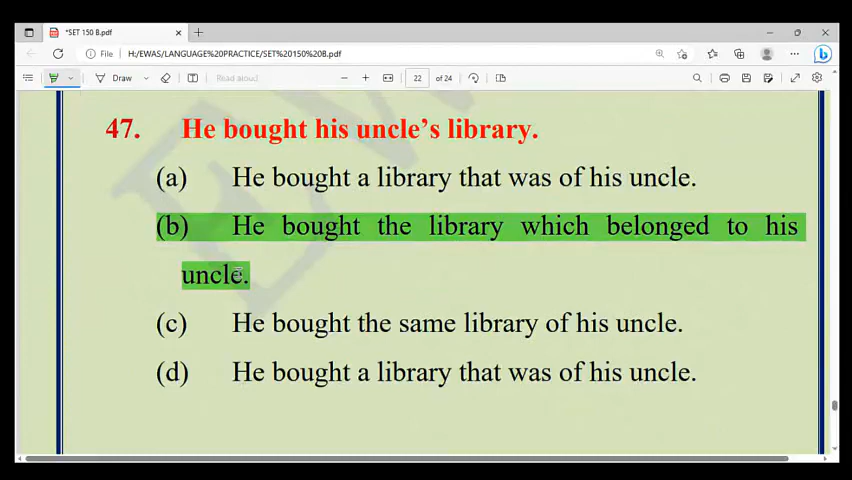 *SET 150 B.pdf
File
H:/EWAS/LANGUAGE%20PRACTICE/SET%20150%20B.pdf
Draw
Read aloud
22
of 24
47. He bought his uncle’s library.
(a) He bought a library that was of his uncle.
(b) He bought the library which belonged to his
uncle.
(c) He bought the same library of his uncle.
(d) He bought a library that was of his uncle.